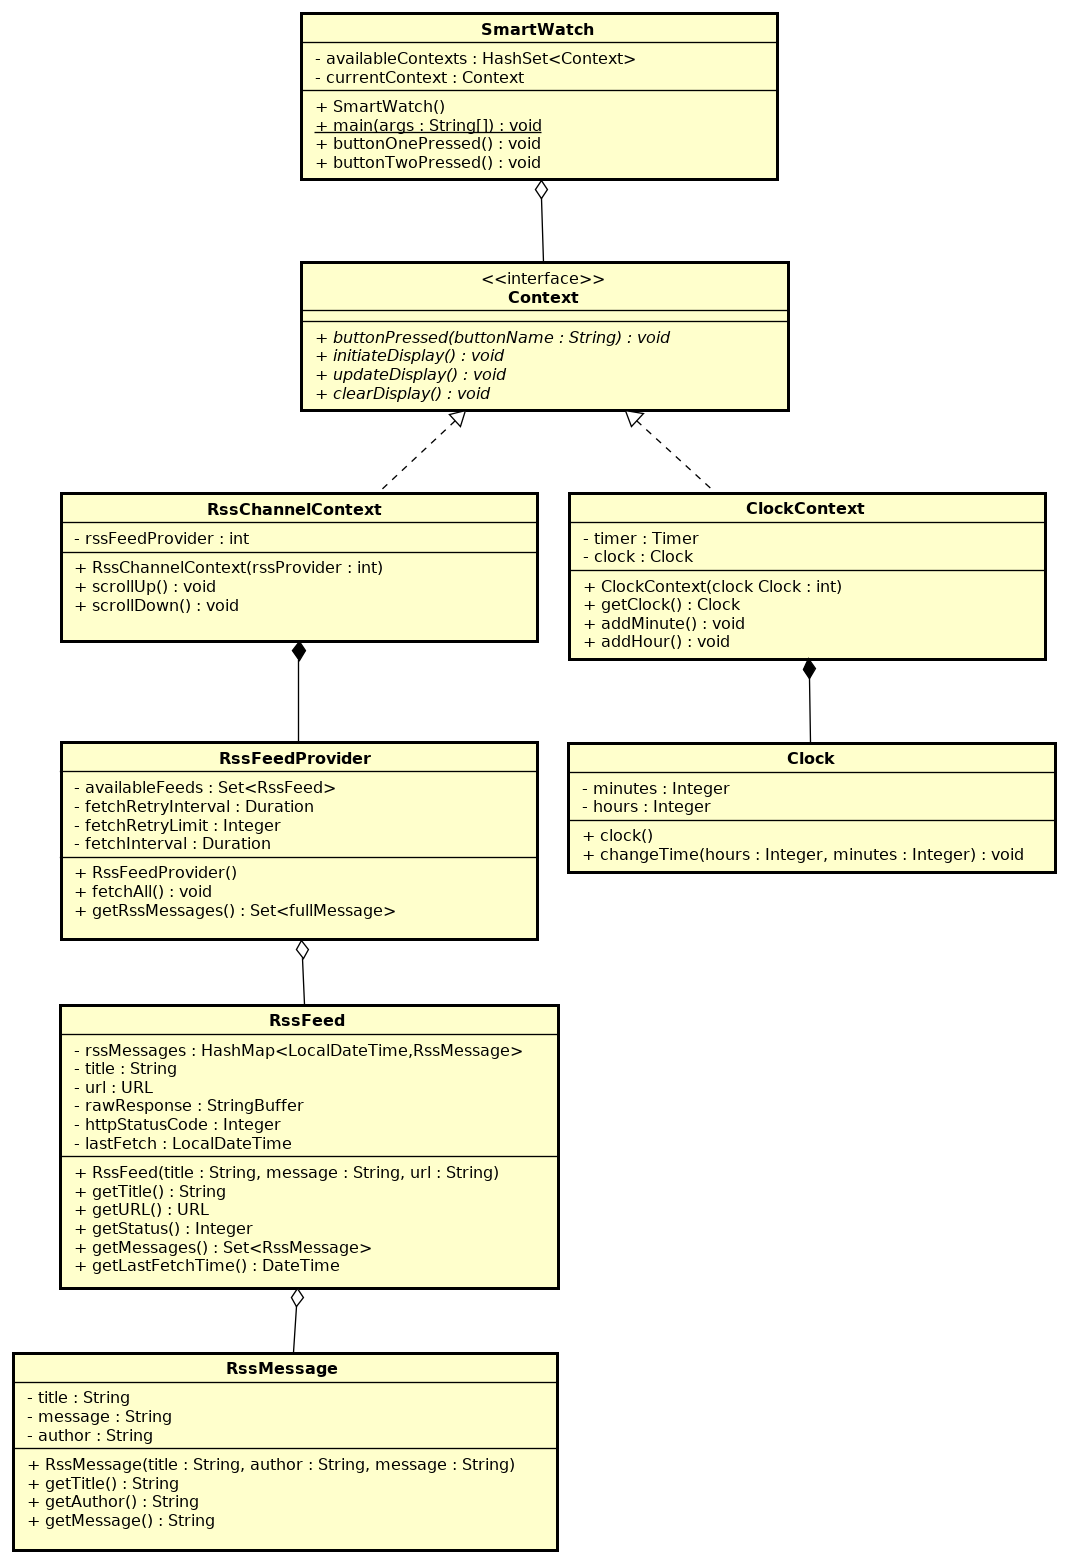 SmartWatch
- availableContexts : HashSet<Context>
- currentContext : Context
+ SmartWatch()
+ main(args : String[]) : void
+ buttonOnePressed() : void
+ buttonTwoPressed() : void
<<interface>>
Context
+ buttonPressed(buttonName : String) : void
+ initiateDisplay() : void
+ updateDisplay() : void
+ clearDisplay() : void
RssChannelContext
- rssFeedProvider : int
+ RssChannelContext(rssProvider : int)
+ scrollUp() : void
+ scrollDown() : void
ClockContext
- timer : Timer
- clock : Clock
+ ClockContext(clock Clock : int)
+ getClock() : Clock
+ addMinute() : void
+ addHour() : void
RssFeedProvider
- availableFeeds : Set<RssFeed>
- fetchRetryInterval : Duration
- fetchRetryLimit : Integer
- fetchInterval : Duration
+ RssFeedProvider()
+ fetchAll() : void
+ getRssMessages() : Set<fullMessage>
Clock
- minutes : Integer
- hours : Integer
+ clock()
+ changeTime(hours : Integer, minutes : Integer) : void
RssFeed
- rssMessages : HashMap<LocalDateTime,RssMessage>
- title : String
- url : URL
- rawResponse : StringBuffer
- httpStatusCode : Integer
- lastFetch : LocalDateTime
+ RssFeed(title : String, message : String, url : String)
+ getTitle() : String
+ getURL() : URL
+ getStatus() : Integer
+ getMessages() : Set<RssMessage>
+ getLastFetchTime() : DateTime
RssMessage
- title : String
- message : String
- author : String
+ RssMessage(title : String, author : String, message : String)
+ getTitle() : String
+ getAuthor() : String
+ getMessage() : String